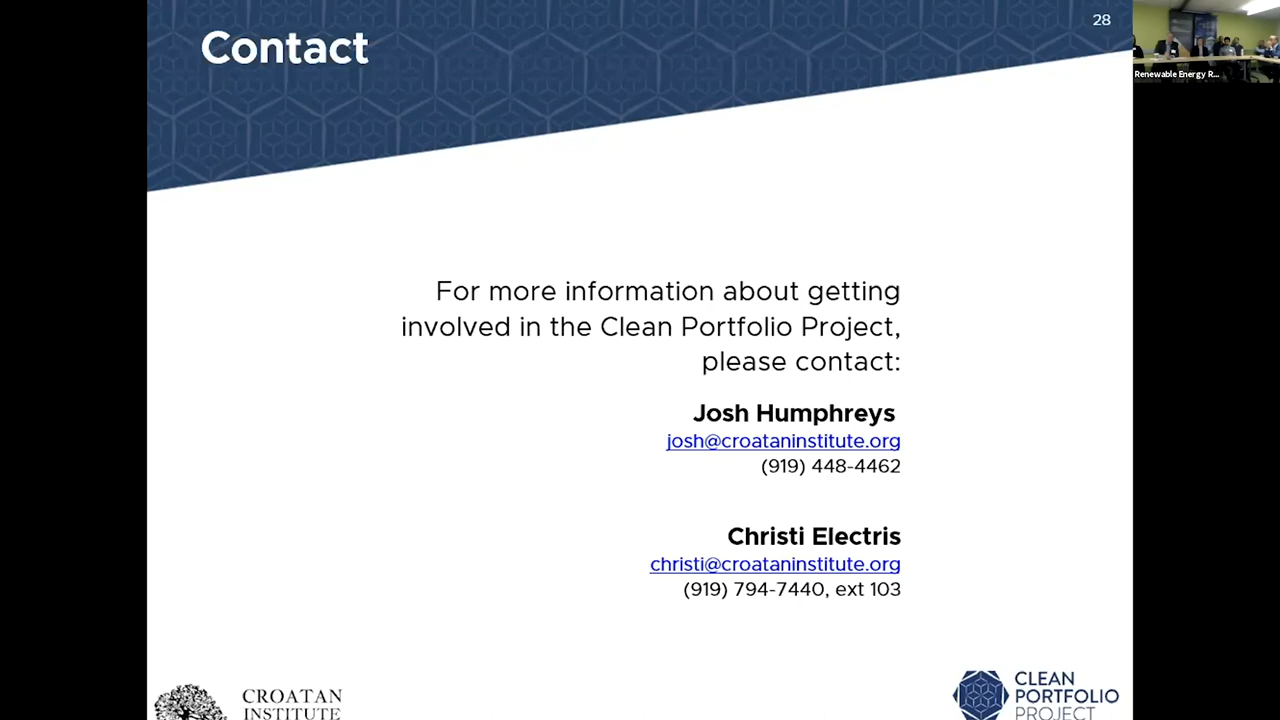 Contact
28
Renewable Energy R...
For more information about getting
involved in the Clean Portfolio Project,
please contact:
Josh Humphreys
josh@croataninstitute.org
(919) 448-4462
Christi Electris
christi@croataninstitute.org
(919) 794-7440, ext 103
CROATAN
INSTITUTE
CLEAN
PORTFOLIO
PROJECT